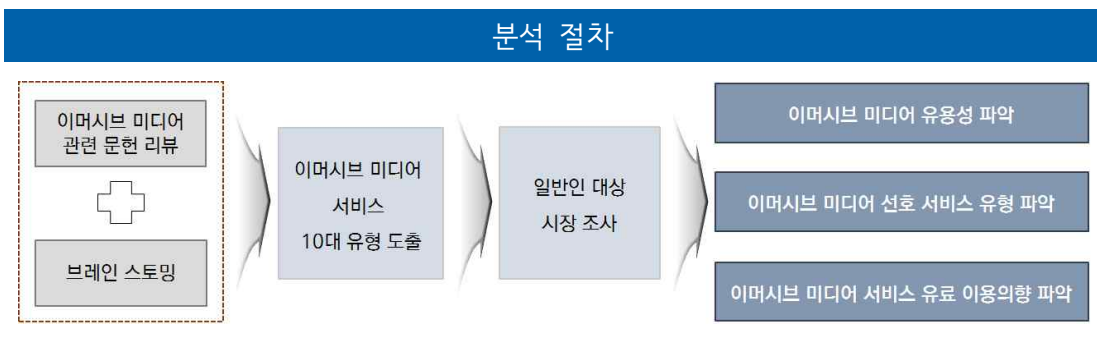 분석 절차
이머시브 미디어
관련 문헌 리뷰
브레인 스토밍
이머시브 미디어
서비스
10대 유형 도출
일반인 대상
시장 조사
이머시브 미디어 유용성 파악
이머시브 미디어 선호 서비스 유형 파악
이머시브 미디어 서비스 유료 이용의향 파악